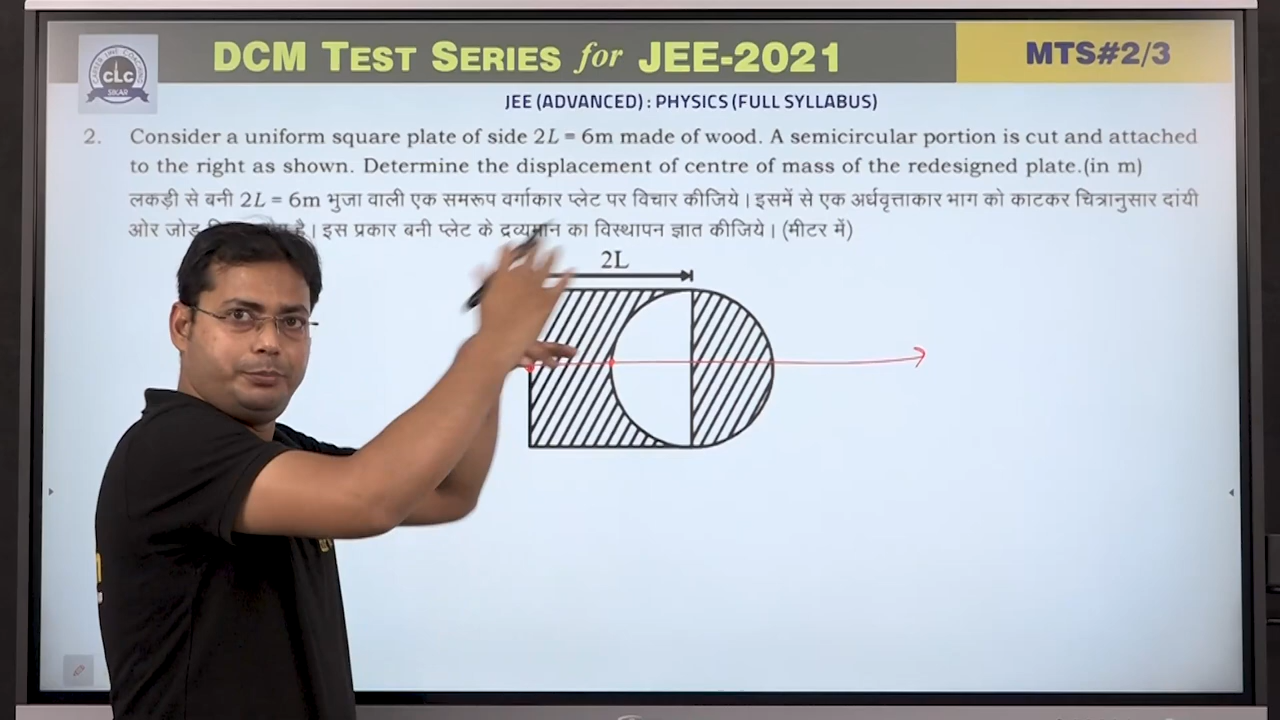 DCM TEST SERIES for JEE-2021
MTS#2/3
CLC
SIKAR
JEE (ADVANCED) : PHYSICS (FULL SYLLABUS)
2. Consider a uniform square plate of side 2L = 6m made of wood. A semicircular portion is cut and attached
to the right as shown. Determine the displacement of centre of mass of the redesigned plate.(in m)
लकड़ी से बनी 2L = 6m भुजा वाली एक समरूप वर्गाकार प्लेट पर विचार कीजिये। इसमें से एक अर्धवृत्ताकार भाग को काटकर चित्रानुसार दांयी
ओर जोड़ है। इस प्रकार बनी प्लेट के द्रव्यमान का विस्थापन ज्ञात कीजिये। (मीटर में)
2L